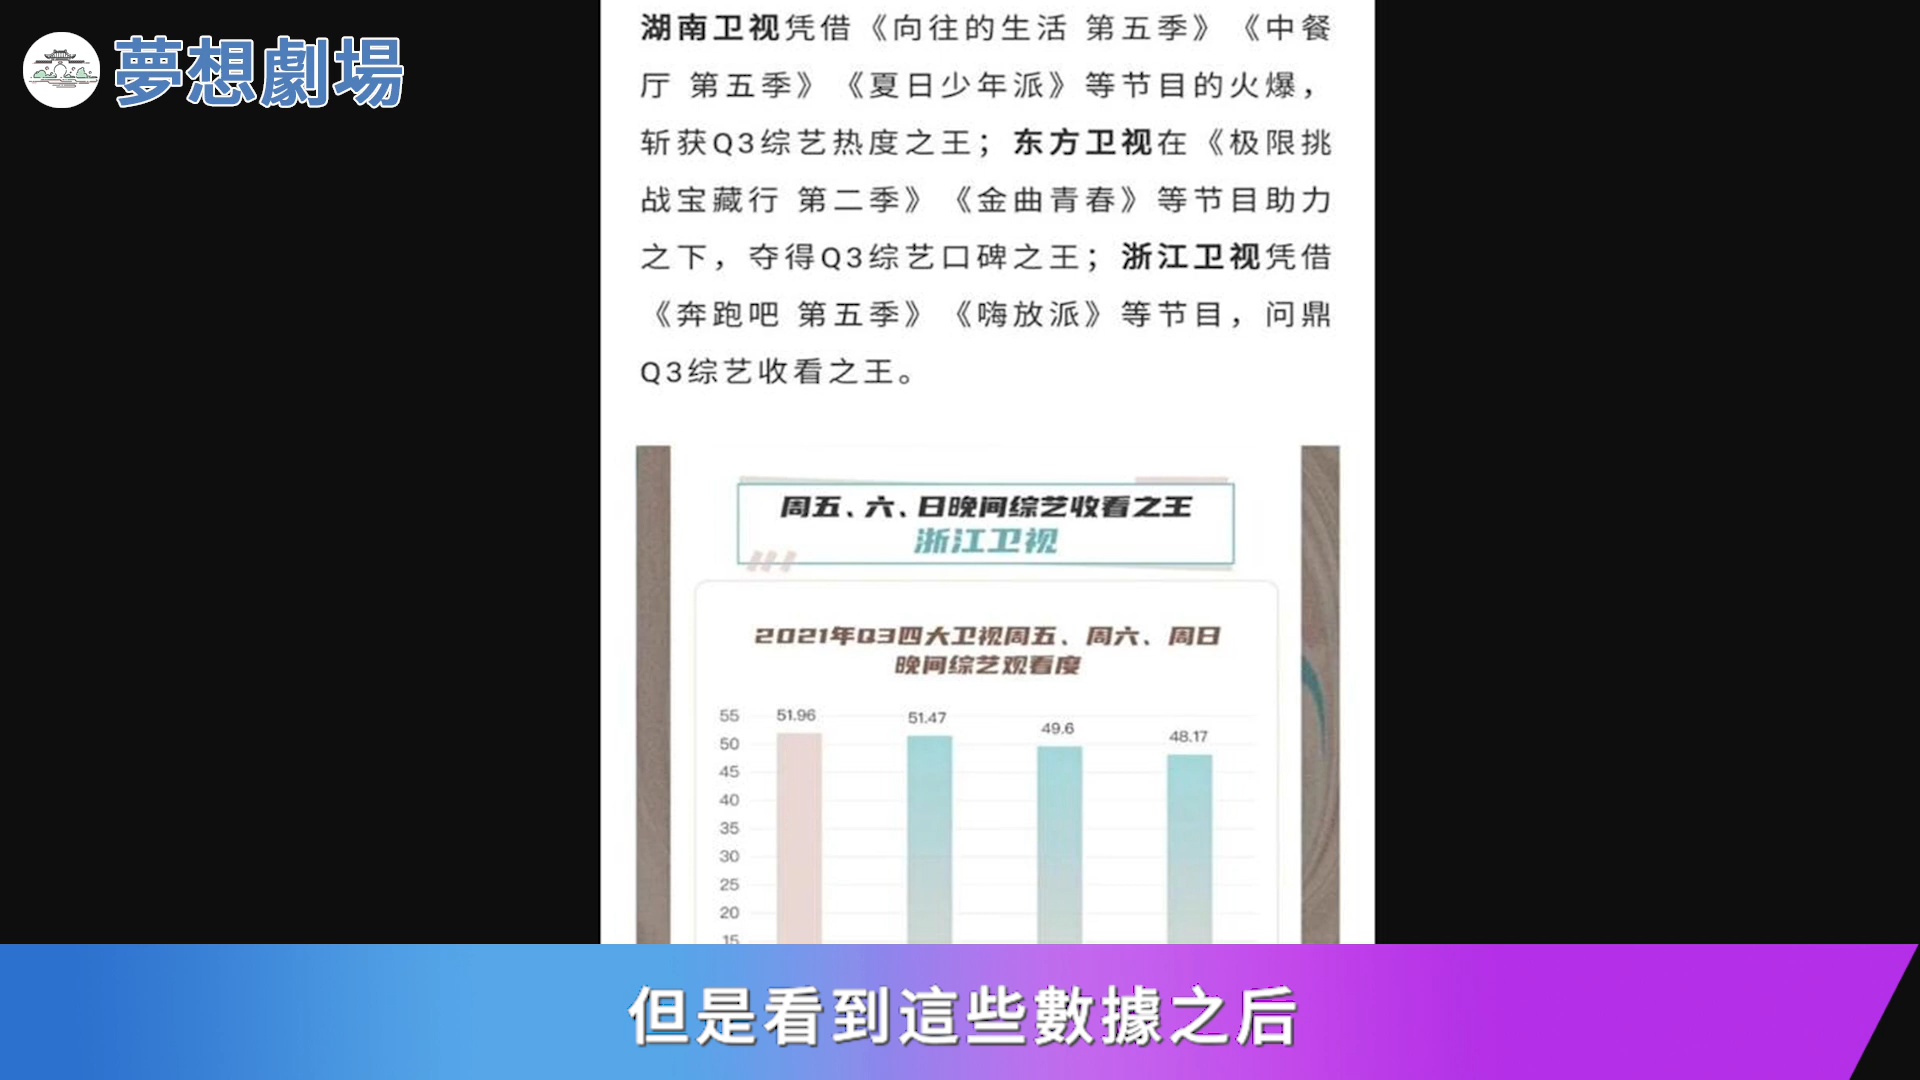 夢想劇場
湖南卫视凭借《向往的生活 第五季》《中餐
厅 第五季》《夏日少年派》等节目的火爆，
斩获Q3综艺热度之王；东方卫视在《极限挑
战宝藏行 第二季》《金曲青春》等节目助力
之下，夺得Q3综艺口碑之王；浙江卫视凭借
《奔跑吧 第五季》《嗨放派》等节目，问鼎
Q3综艺收看之王。
周五、六、日晚间综艺收看之王
浙江卫视
2021年Q3四大卫视周五、周六、周日
晚间综艺观看度
55
51.96
51.47
49.6
48.17
50
45
40
35
30
25
20
15
但是看到這些數據之后